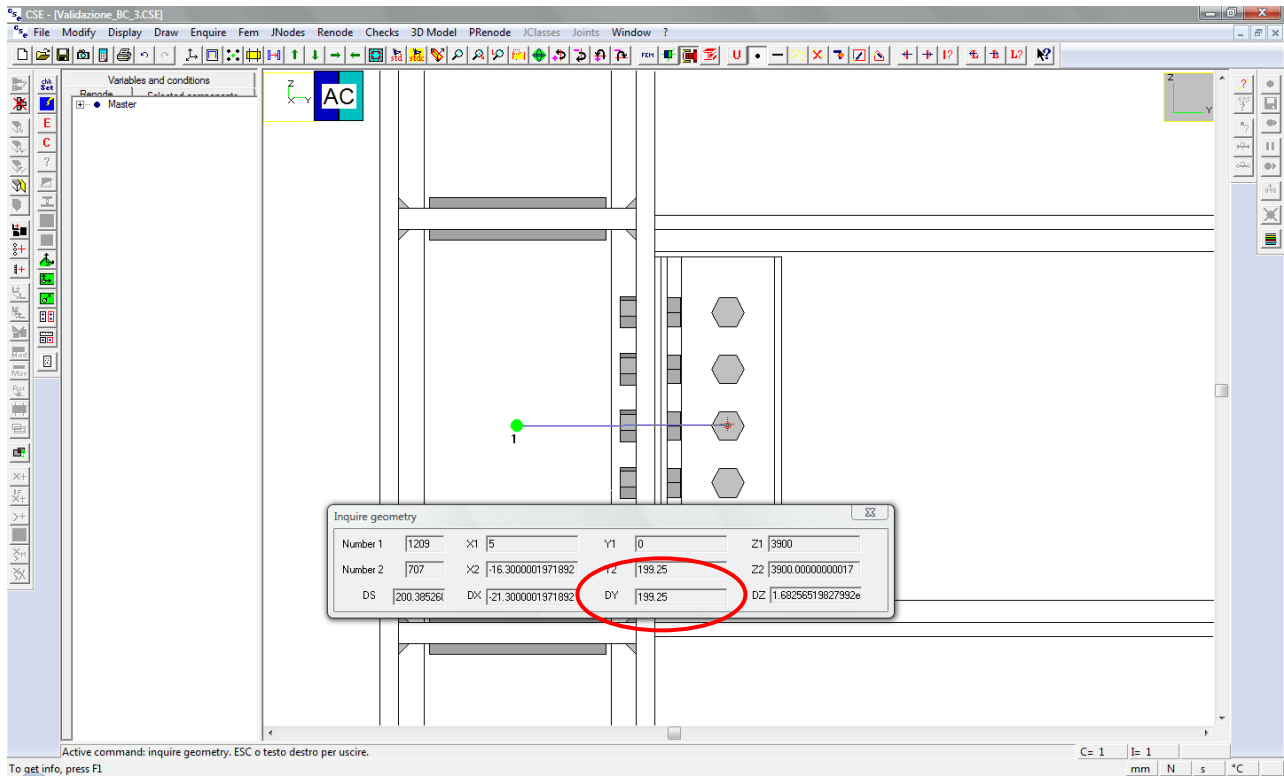 CSE - [Validazione_BC_3.CSE]
File Modify Display Draw Enquire Fem JNodes Renode Checks 3D Model PRenode JClasses Joints Window ?
Variables and conditions
Renode Selected components
Master
Z
Y
X
AC
Z
Y
1
Inquire geometry
Number 1 1209 X1 5 Y1 0 Z1 3900
Number 2 707 X2 -16.3000001971892 Y2 199.25 Z2 3900.00000000017
DS 200.385260 DX -21.3000001971892 DY 199.25 DZ 1.68256519827992e
Active command: inquire geometry. ESC o testo destro per uscire.
C= 1 I= 1
To get info, press F1
mm N s °C